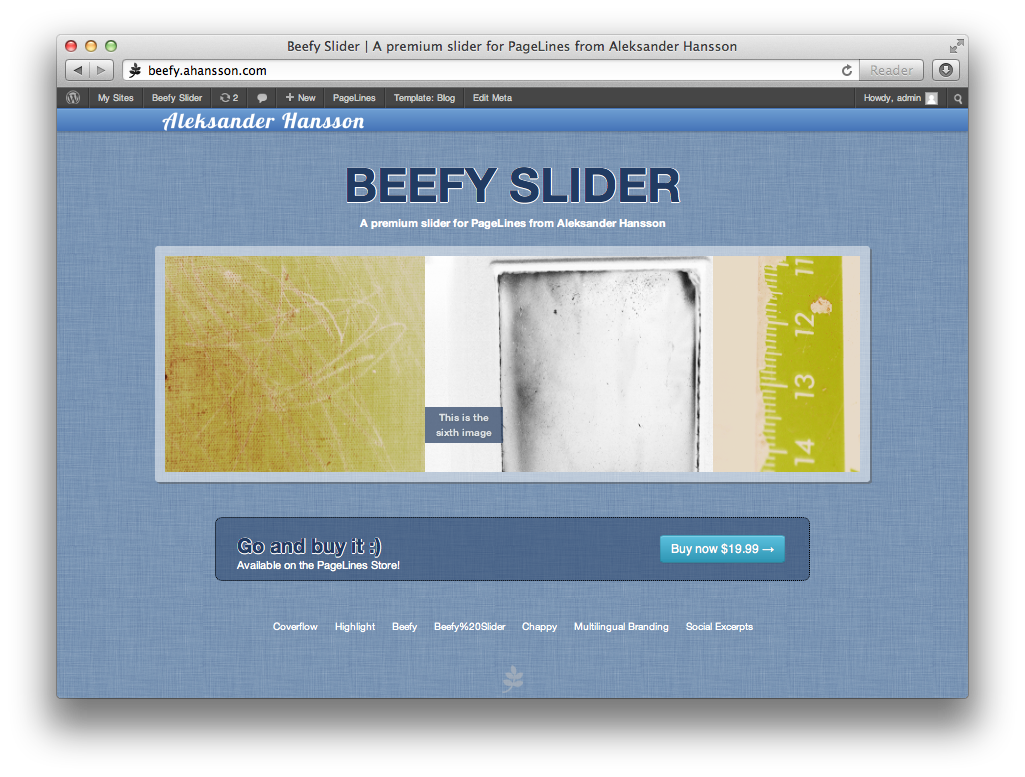 Beefy Slider | A premium slider for PageLines from Aleksander Hansson
beefy.ahansson.com
Reader
My Sites Beefy Slider 2 New PageLines Template: Blog Edit Meta Howdy, admin
Aleksander Hansson
BEEFY SLIDER
A premium slider for PageLines from Aleksander Hansson
This is the
sixth image
11
12
13
14
Go and buy it :)
Available on the PageLines Store!
Buy now $19.99 →
Coverflow Highlight Beefy Beefy%20Slider Chappy Multilingual Branding Social Excerpts